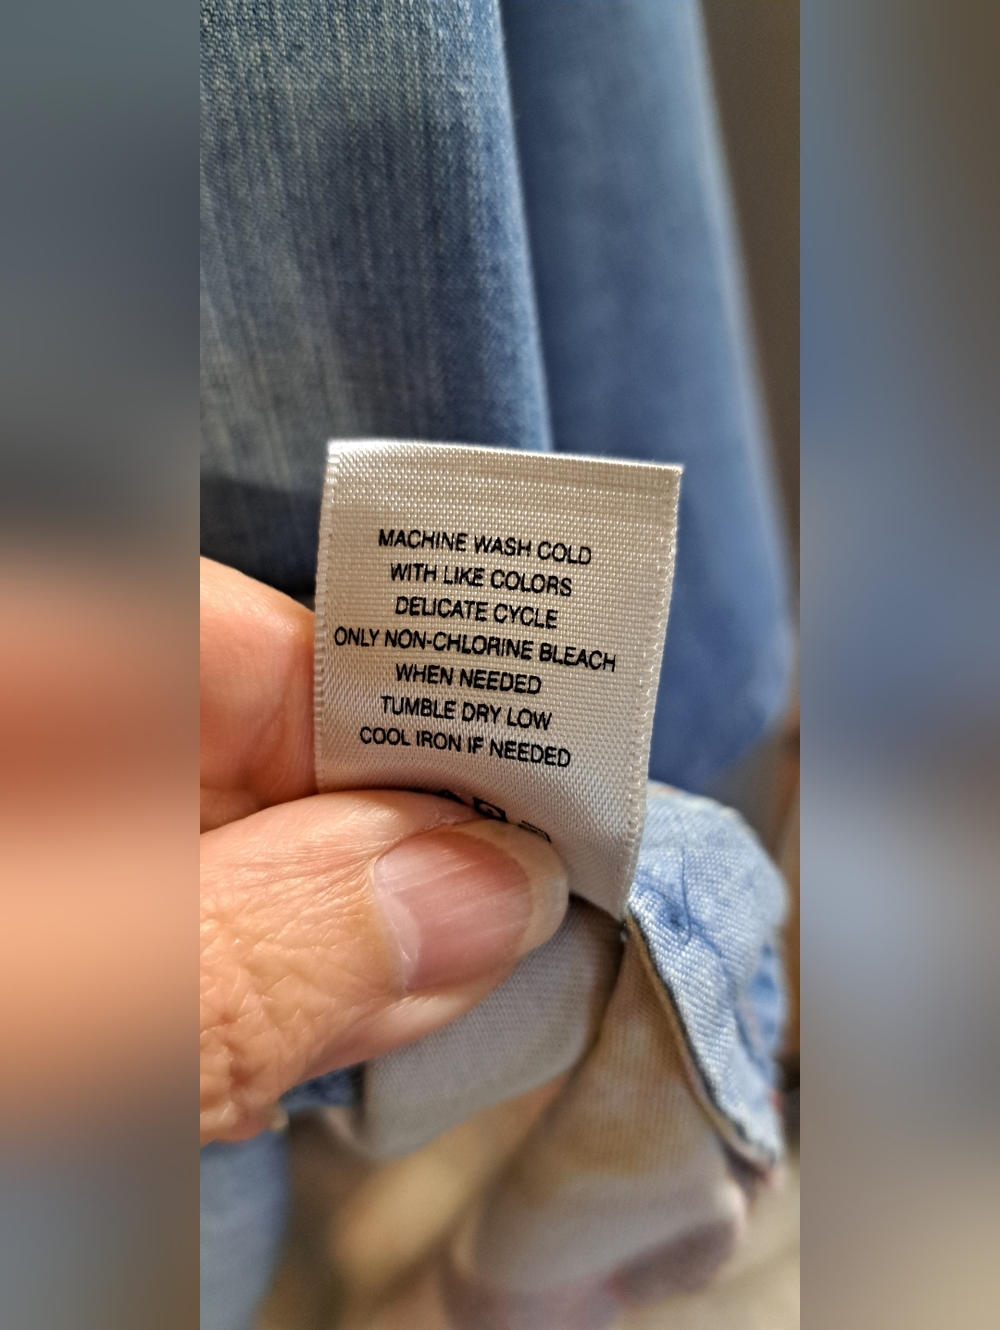 MACHINE WASH COLD
WITH LIKE COLORS
DELICATE CYCLE
ONLY NON-CHLORINE BLEACH
WHEN NEEDED
TUMBLE DRY LOW
COOL IRON IF NEEDED